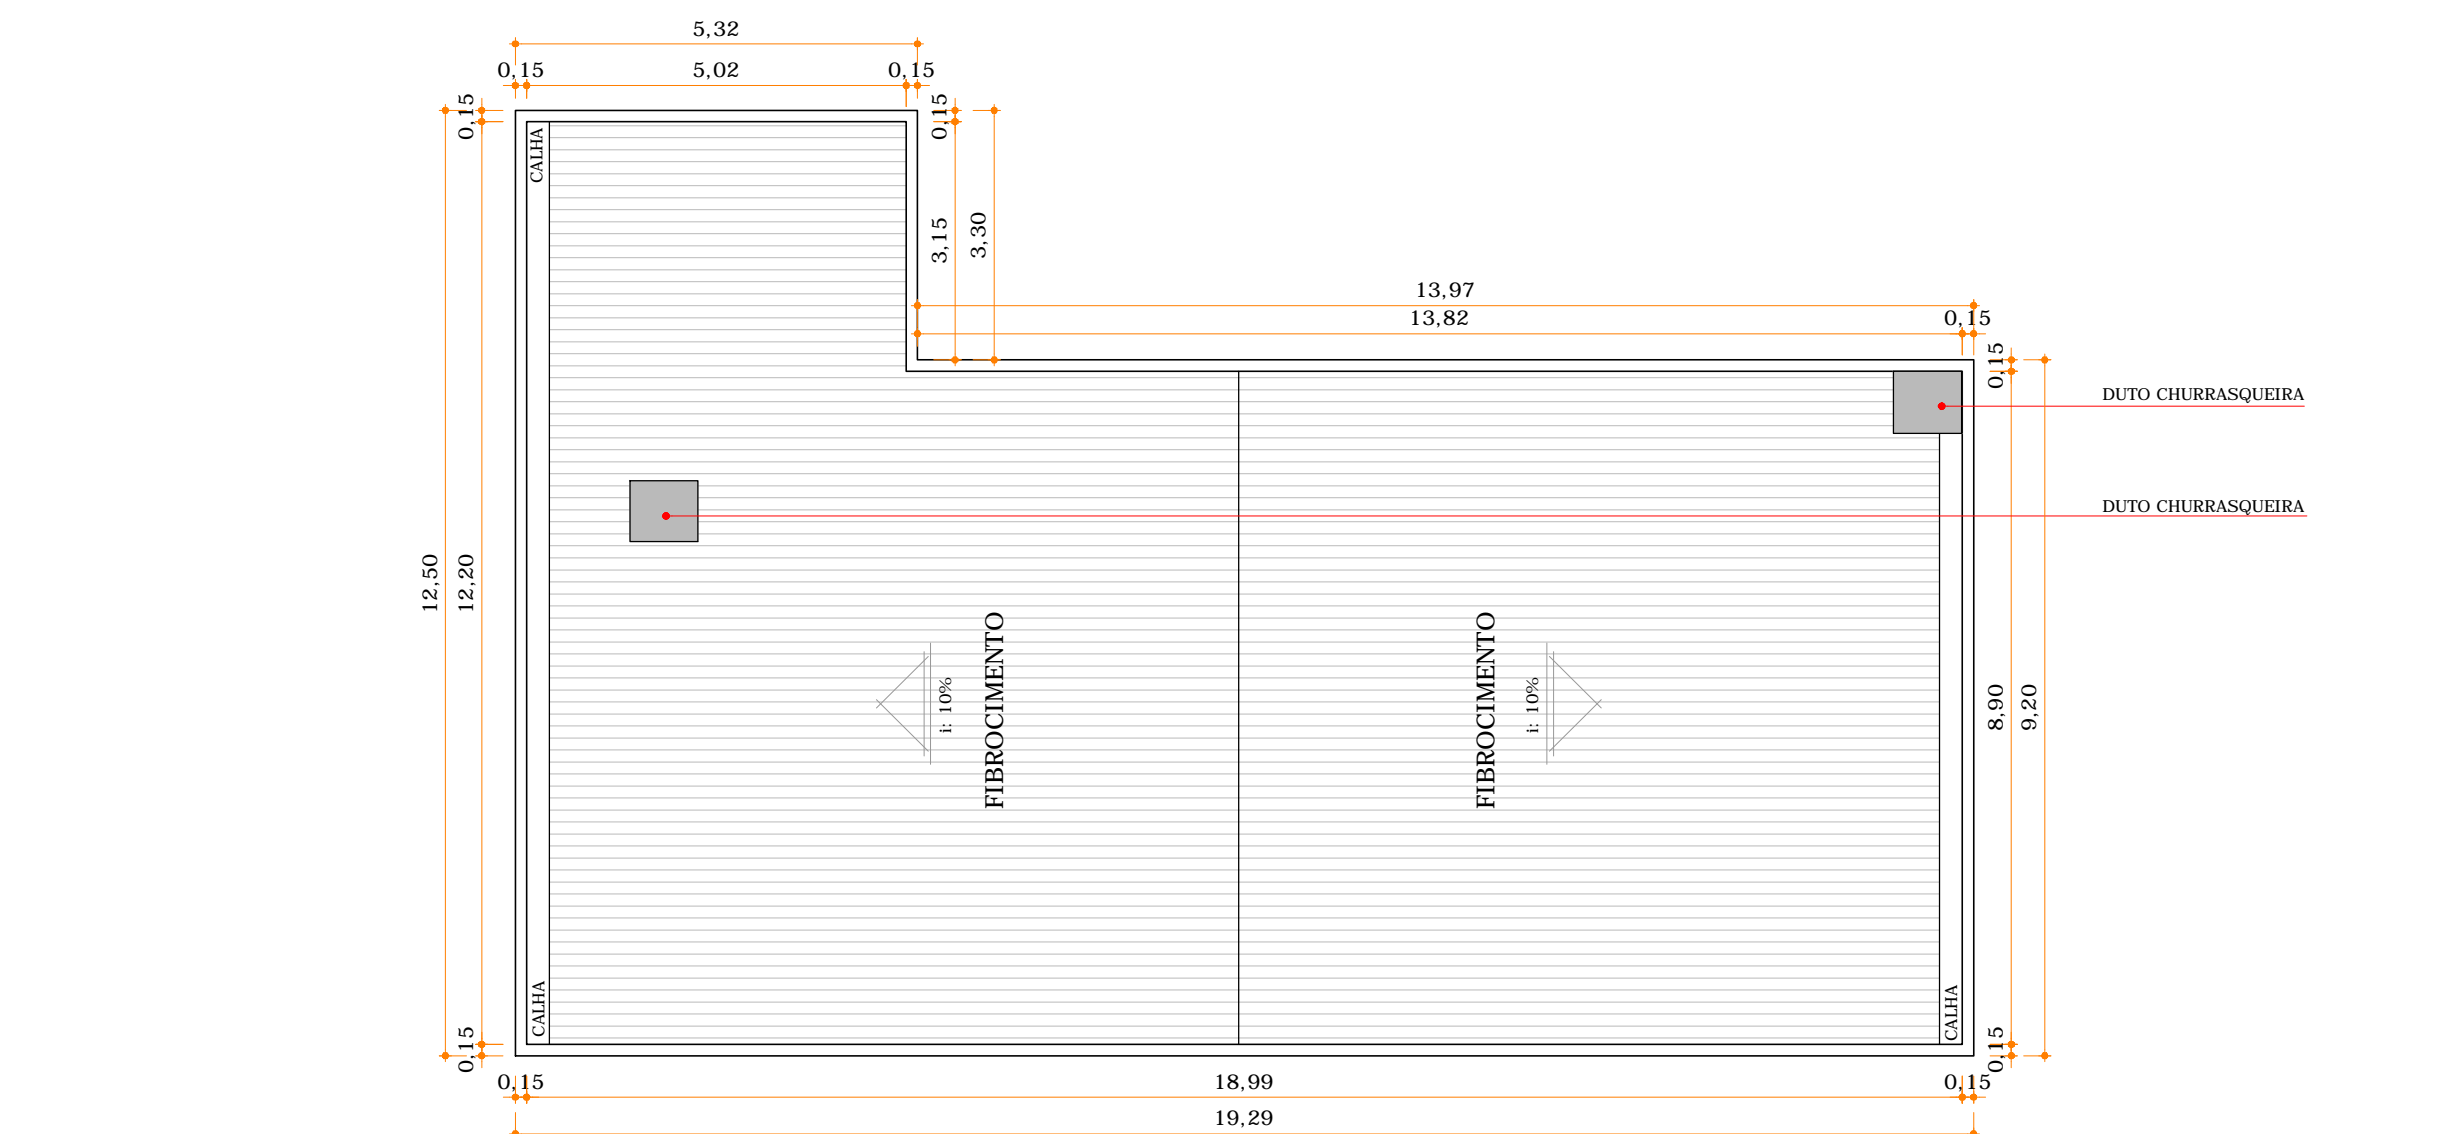 5,32
0,15
5,02
0,15
0,15
0,15
CALHA
3,15
3,30
13,97
13,82
0,15
0,15
DUTO CHURRASQUEIRA
DUTO CHURRASQUEIRA
12,50
12,20
FIBROCIMENTO
i: 10%
FIBROCIMENTO
i: 10%
8,90
9,20
CALHA
CALHA
0,15
0,15
0,15
18,99
0,15
19,29